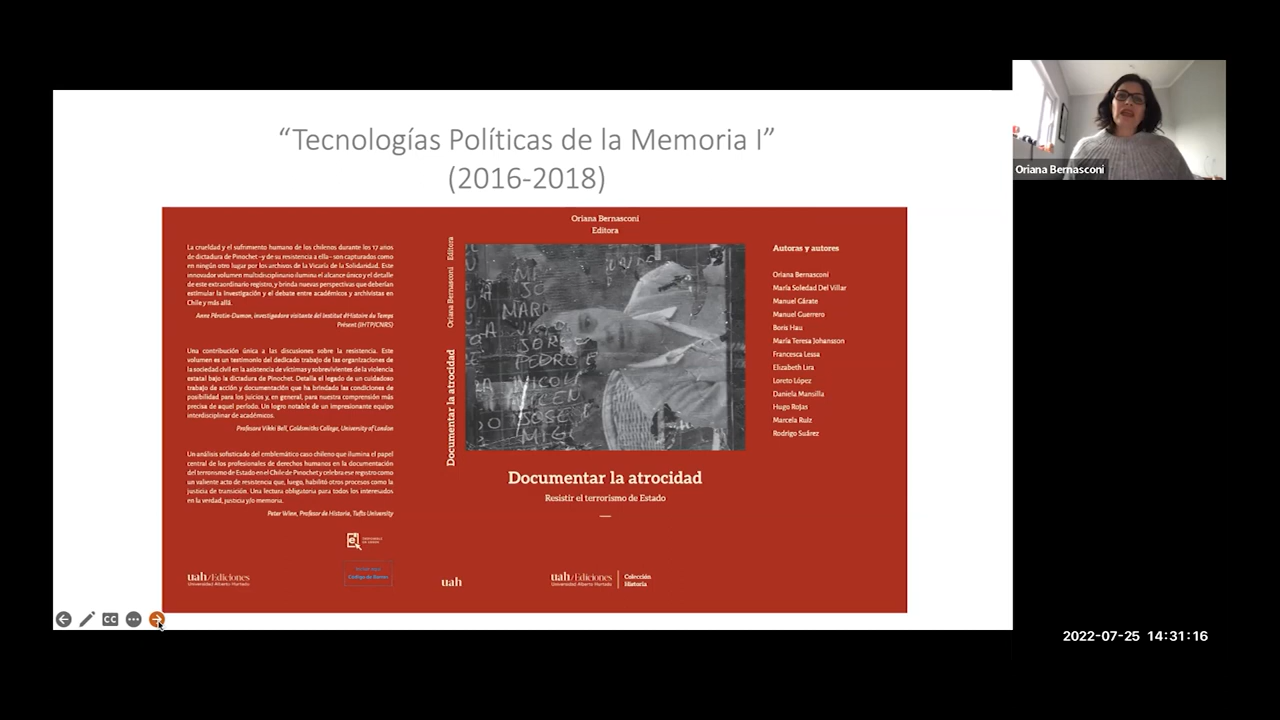 “Tecnologías Políticas de la Memoria I”
(2016-2018)
La crueldad y el sufrimiento humano de los chilenos durante los 17 años
de dictadura de Pinochet –y de su resistencia a ella– son capturados como
en ningún otro lugar por los archivos de la Vicaría de la Solidaridad. Este
innovador volumen multidisciplinario ilumina el alcance único y el detalle
de este extraordinario registro, y brinda nuevas perspectivas que deberían
estimular la investigación y el debate entre académicos y archivistas en
Chile y más allá.
Anne Pérotin-Dumon, investigadora visitante del Institut d'Histoire du Temps
Présent (IHTP/CNRS)
Una contribución única a las discusiones sobre la resistencia. Este
volumen es un testimonio del dedicado trabajo de las organizaciones de
la sociedad civil en la asistencia de víctimas y sobrevivientes de la violencia
estatal bajo la dictadura de Pinochet. Detalla el legado de un cuidadoso
trabajo de acción y documentación que ha brindado las condiciones de
posibilidad para los juicios y, en general, para nuestra comprensión más
precisa de aquel período. Un logro notable de un impresionante equipo
interdisciplinar de académicos.
Profesora Vikki Bell, Goldsmiths College, University of London
Un análisis sofisticado del emblemático caso chileno que ilumina el papel
central de los profesionales de derechos humanos en la documentación
del terrorismo de Estado en el Chile de Pinochet y celebra ese registro como
un valiente acto de resistencia que, luego, habilitó otros procesos como la
justicia de transición. Una lectura obligatoria para todos los interesados
en la verdad, justicia y/o memoria.
Peter Winn, Profesor de Historia, Tufts University
uah/Ediciones
Universidad Alberto Hurtado
Código de Barras
Documentar la atrocidad Oriana Bernasconi Editora
uah
Oriana Bernasconi
Editora
MARO
JORGE
PEDRO E
NICOL
JOSE
MIG
Documentar la atrocidad
Resistir el terrorismo de Estado
uah/Ediciones
Universidad Alberto Hurtado
Colección
Historia
Autoras y autores
Oriana Bernasconi
María Soledad Del Villar
Manuel Gárate
Manuel Guerrero
Boris Hau
María Teresa Johansson
Francesca Lessa
Elizabeth Lira
Loreto López
Daniela Mansilla
Hugo Rojas
Marcela Ruiz
Rodrigo Suárez
CC
Oriana Bernasconi
2022-07-25 14:31:16